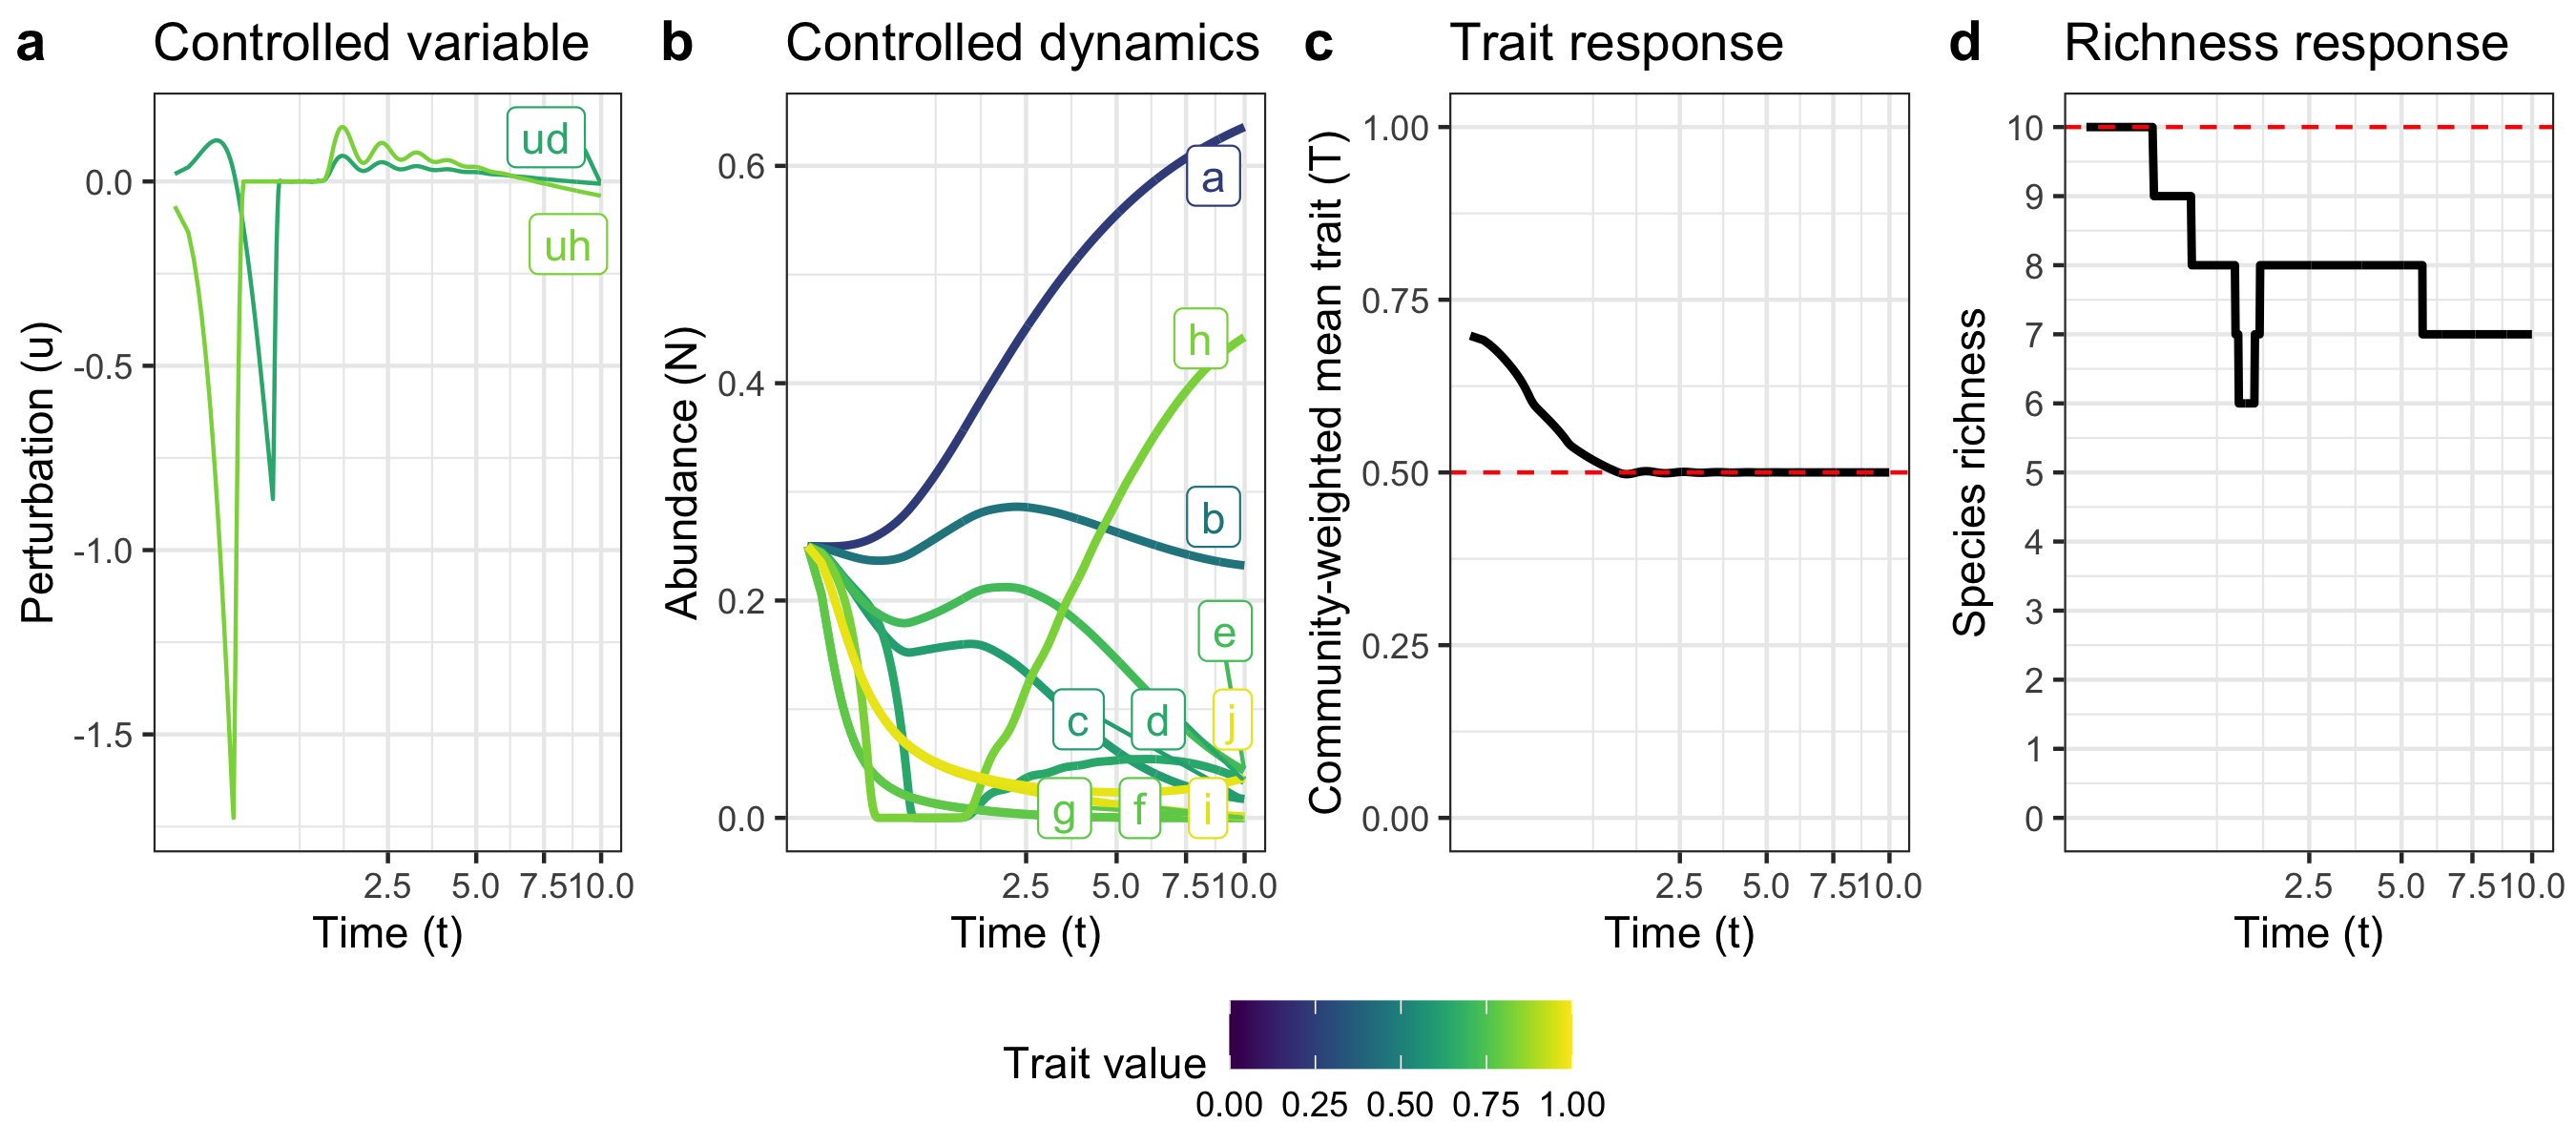 a Controlled variable
Perturbation (u)
0.0
-0.5
-1.0
-1.5
ud
uh
2.5 5.0 7.5 10.0
Time (t)
b Controlled dynamics
Abundance (N)
0.6
0.4
0.2
0.0
a
h
b
e
c d j
g f i
2.5 5.0 7.5 10.0
Time (t)
c Trait response
Community-weighted mean trait (T)
1.00
0.75
0.50
0.25
0.00
2.5 5.0 7.5 10.0
Time (t)
d Richness response
Species richness
10
9
8
7
6
5
4
3
2
1
0
2.5 5.0 7.5 10.0
Time (t)
Trait value
0.00 0.25 0.50 0.75 1.00